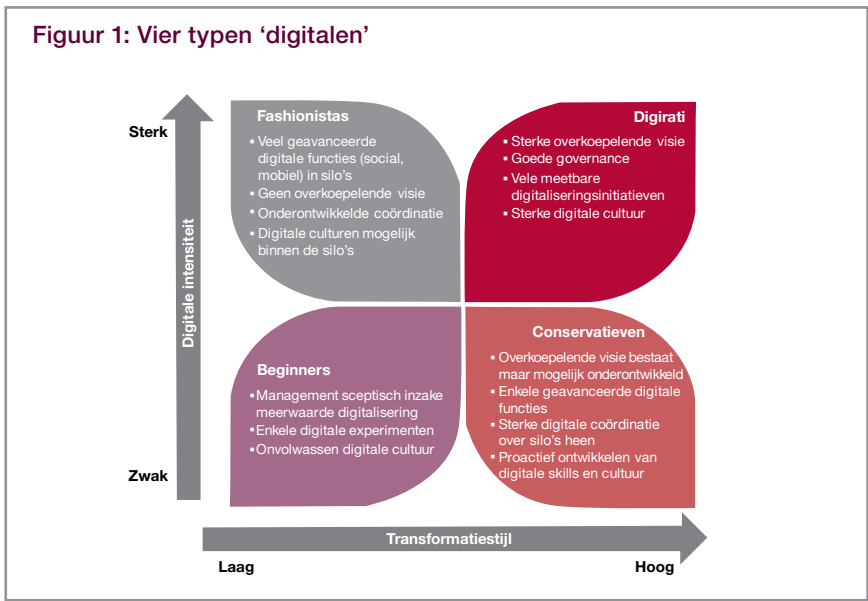 Figuur 1: Vier typen ‘digitalen’
Sterk
Digitale intensiteit
Zwak
Fashionistas
▪ Veel geavanceerde
digitale functies (social,
mobiel) in silo’s
▪ Geen overkoepelende visie
▪ Onderontwikkelde coördinatie
▪ Digitale culturen mogelijk
binnen de silo’s
Digirati
▪ Sterke overkoepelende visie
▪ Goede governance
▪ Vele meetbare
digitaliseringsinitiatieven
▪ Sterke digitale cultuur
Beginners
▪ Management sceptisch inzake
meerwaarde digitalisering
▪ Enkele digitale experimenten
▪ Onvolwassen digitale cultuur
Conservatieven
▪ Overkoepelende visie bestaat
maar mogelijk onderontwikkeld
▪ Enkele geavanceerde digitale
functies
▪ Sterke digitale coördinatie
over silo’s heen
▪ Proactief ontwikkelen van
digitale skills en cultuur
Transformatiestijl
Laag
Hoog